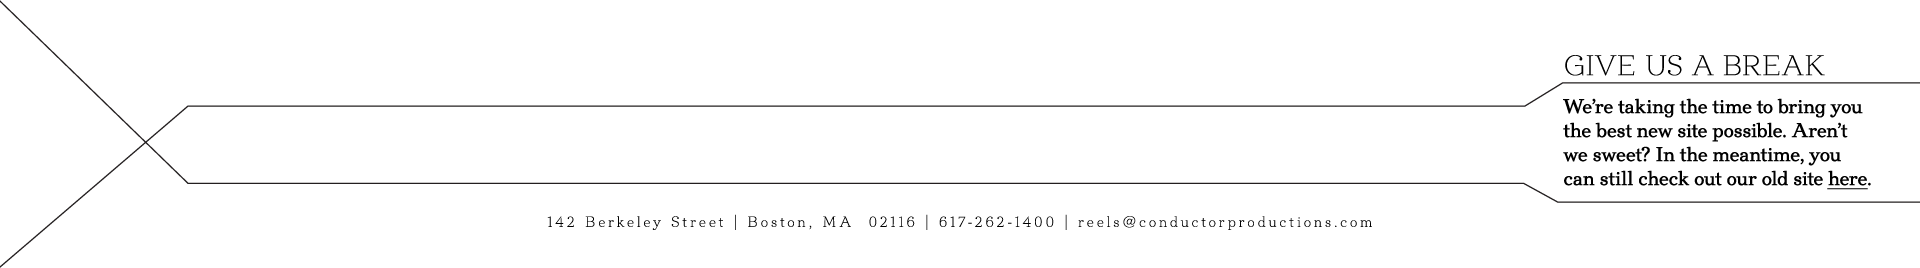 GIVE US A BREAK
We're taking the time to bring you
the best new site possible. Aren't
we sweet? In the meantime, you
can still check out our old site here.
142 Berkeley Street | Boston, MA 02116 | 617-262-1400 | reels@conductorproductions.com